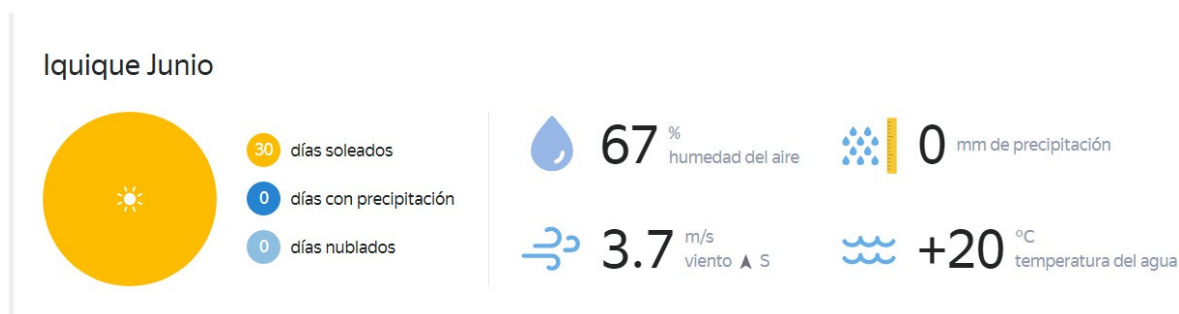 Iquique Junio
30 días soleados
0 días con precipitación
0 días nublados
67 %
humedad del aire
0 mm de precipitación
3.7 m/s
viento S
+20 °C
temperatura del agua